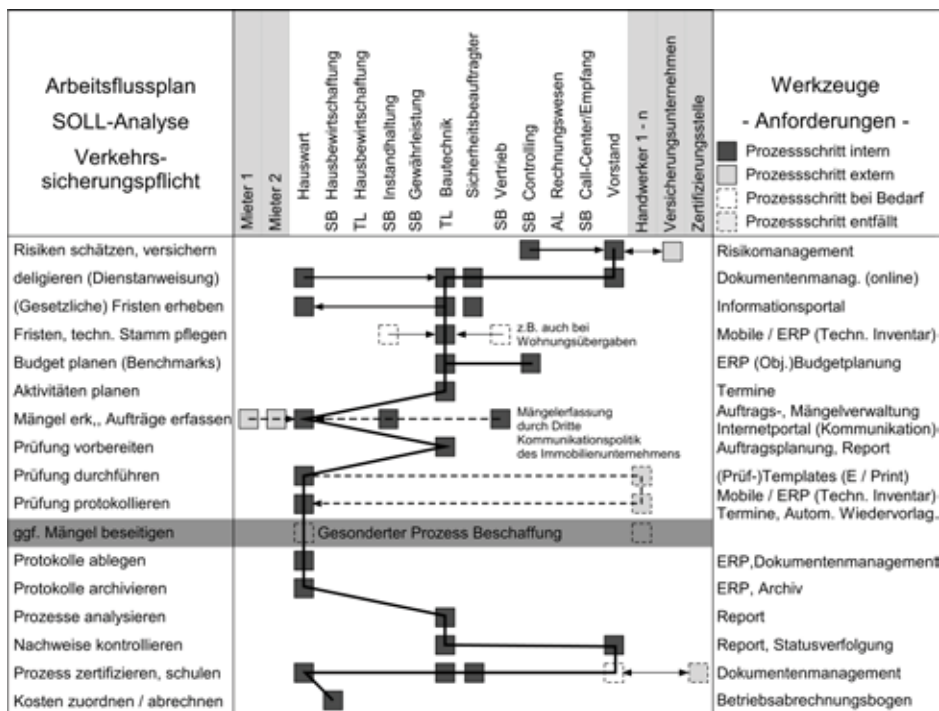 Arbeitsflussplan
SOLL-Analyse
Verkehrs-
sicherungspflicht
Mieter 1
Mieter 2
Hauswart
SB Hausbewirtschaftung
TL Hausbewirtschaftung
SB Instandhaltung
SB Gewährleistung
TL Bautechnik
Sicherheitsbeauftragter
SB Vertrieb
SB Controlling
AL Rechnungswesen
SB Call-Center/Empfang
Vorstand
Handwerker 1 - n
Versicherungsunternehmen
Zertifizierungsstelle
Werkzeuge
- Anforderungen -
Prozessschritt intern
Prozessschritt extern
Prozessschritt bei Bedarf
Prozessschritt entfällt
Risiken schätzen, versichern
Risikomanagement
deligieren (Dienstanweisung)
Dokumentenmanag. (online)
(Gesetzliche) Fristen erheben
Informationsportal
Fristen, techn. Stamm pflegen
z.B. auch bei
Wohnungsübergaben
Mobile / ERP (Techn. Inventar)
Budget planen (Benchmarks)
ERP (Obj.)Budgetplanung
Aktivitäten planen
Termine
Mängel erk,, Aufträge erfassen
Mängelerfassung
durch Dritte
Kommunikationspolitik
des Immobilienunternehmens
Auftrags-, Mängelverwaltung
Internetportal (Kommunikation)
Prüfung vorbereiten
Auftragsplanung, Report
Prüfung durchführen
(Prüf-)Templates (E / Print)
Prüfung protokollieren
Mobile / ERP (Techn. Inventar)
Termine, Autom. Wiedervorlag.
ggf. Mängel beseitigen
Gesonderter Prozess Beschaffung
Protokolle ablegen
ERP,Dokumentenmanagement
Protokolle archivieren
ERP, Archiv
Prozesse analysieren
Report
Nachweise kontrollieren
Report, Statusverfolgung
Prozess zertifizieren, schulen
Dokumentenmanagement
Kosten zuordnen / abrechnen
Betriebsabrechnungsbogen